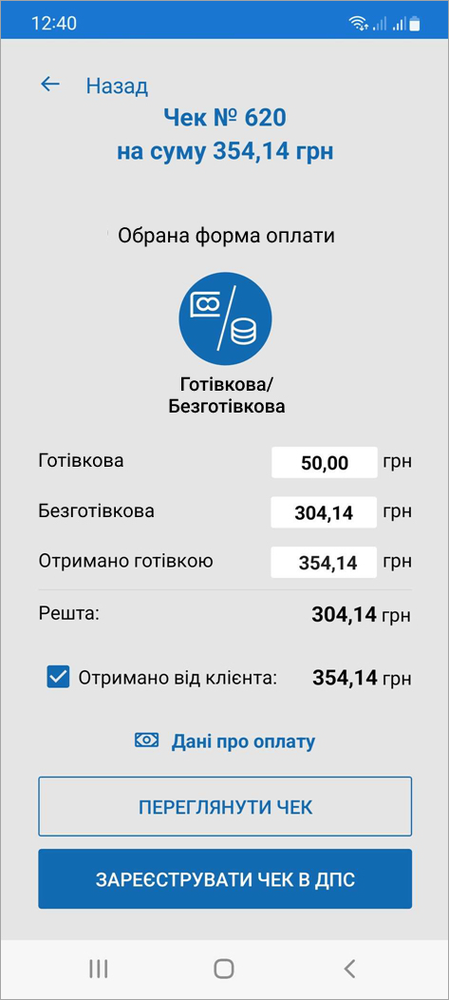 12:40
Назад
Чек № 620
на суму 354,14 грн
Обрана форма оплати
Готівкова/
Безготівкова
Готівкова 50,00 грн
Безготівкова 304,14 грн
Отримано готівкою 354,14 грн
Решта: 304,14 грн
Отримано від клієнта: 354,14 грн
Дані про оплату
ПЕРЕГЛЯНУТИ ЧЕК
ЗАРЕЄСТРУВАТИ ЧЕК В ДПС